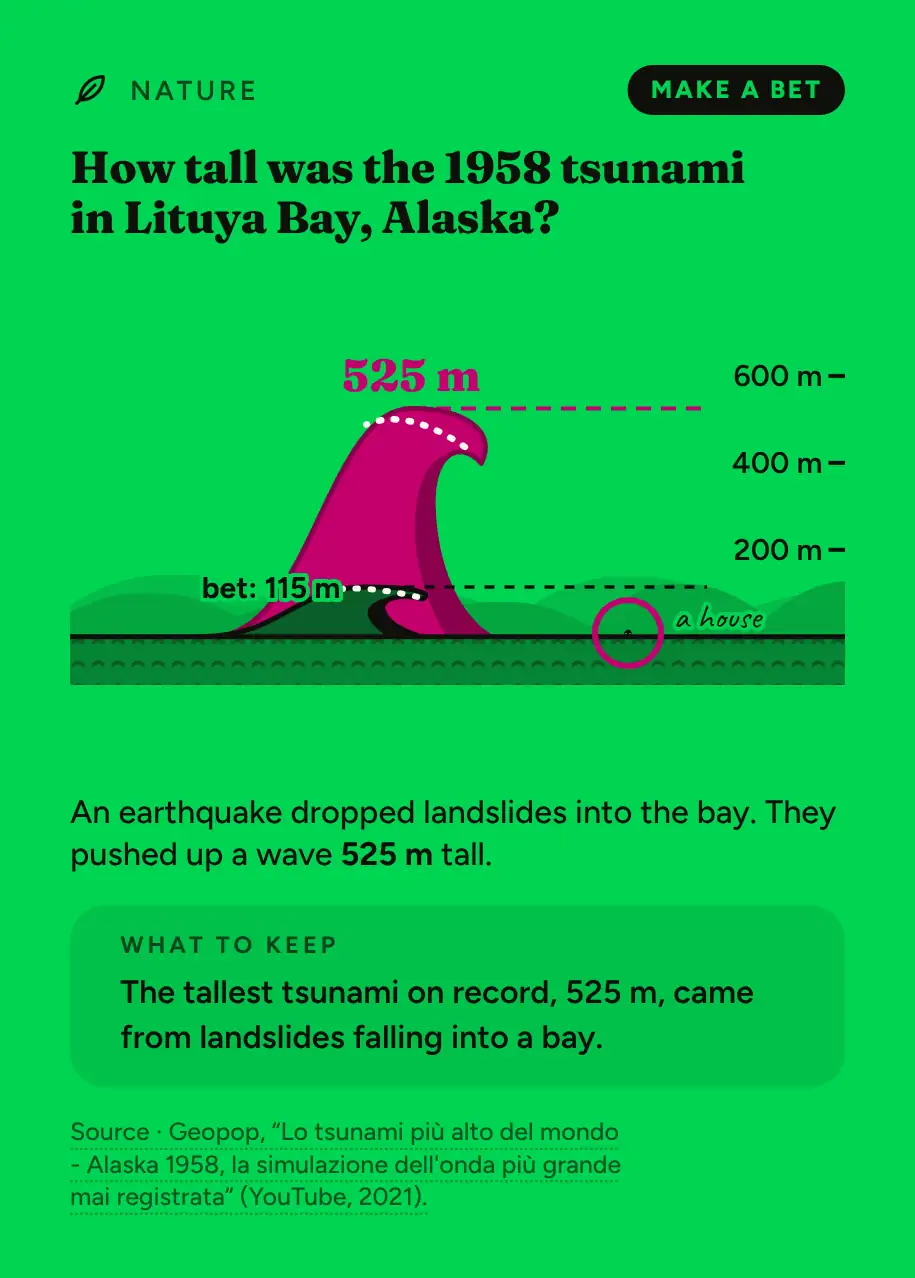 NATURE
MAKE A BET
How tall was the 1958 tsunami
in Lituya Bay, Alaska?
525 m
600 m
400 m
200 m
bet: 115 m
a house
An earthquake dropped landslides into the bay. They
pushed up a wave 525 m tall.
WHAT TO KEEP
The tallest tsunami on record, 525 m, came
from landslides falling into a bay.
Source · Geopop, “Lo tsunami più alto del mondo
- Alaska 1958, la simulazione dell'onda più grande
mai registrata” (YouTube, 2021).